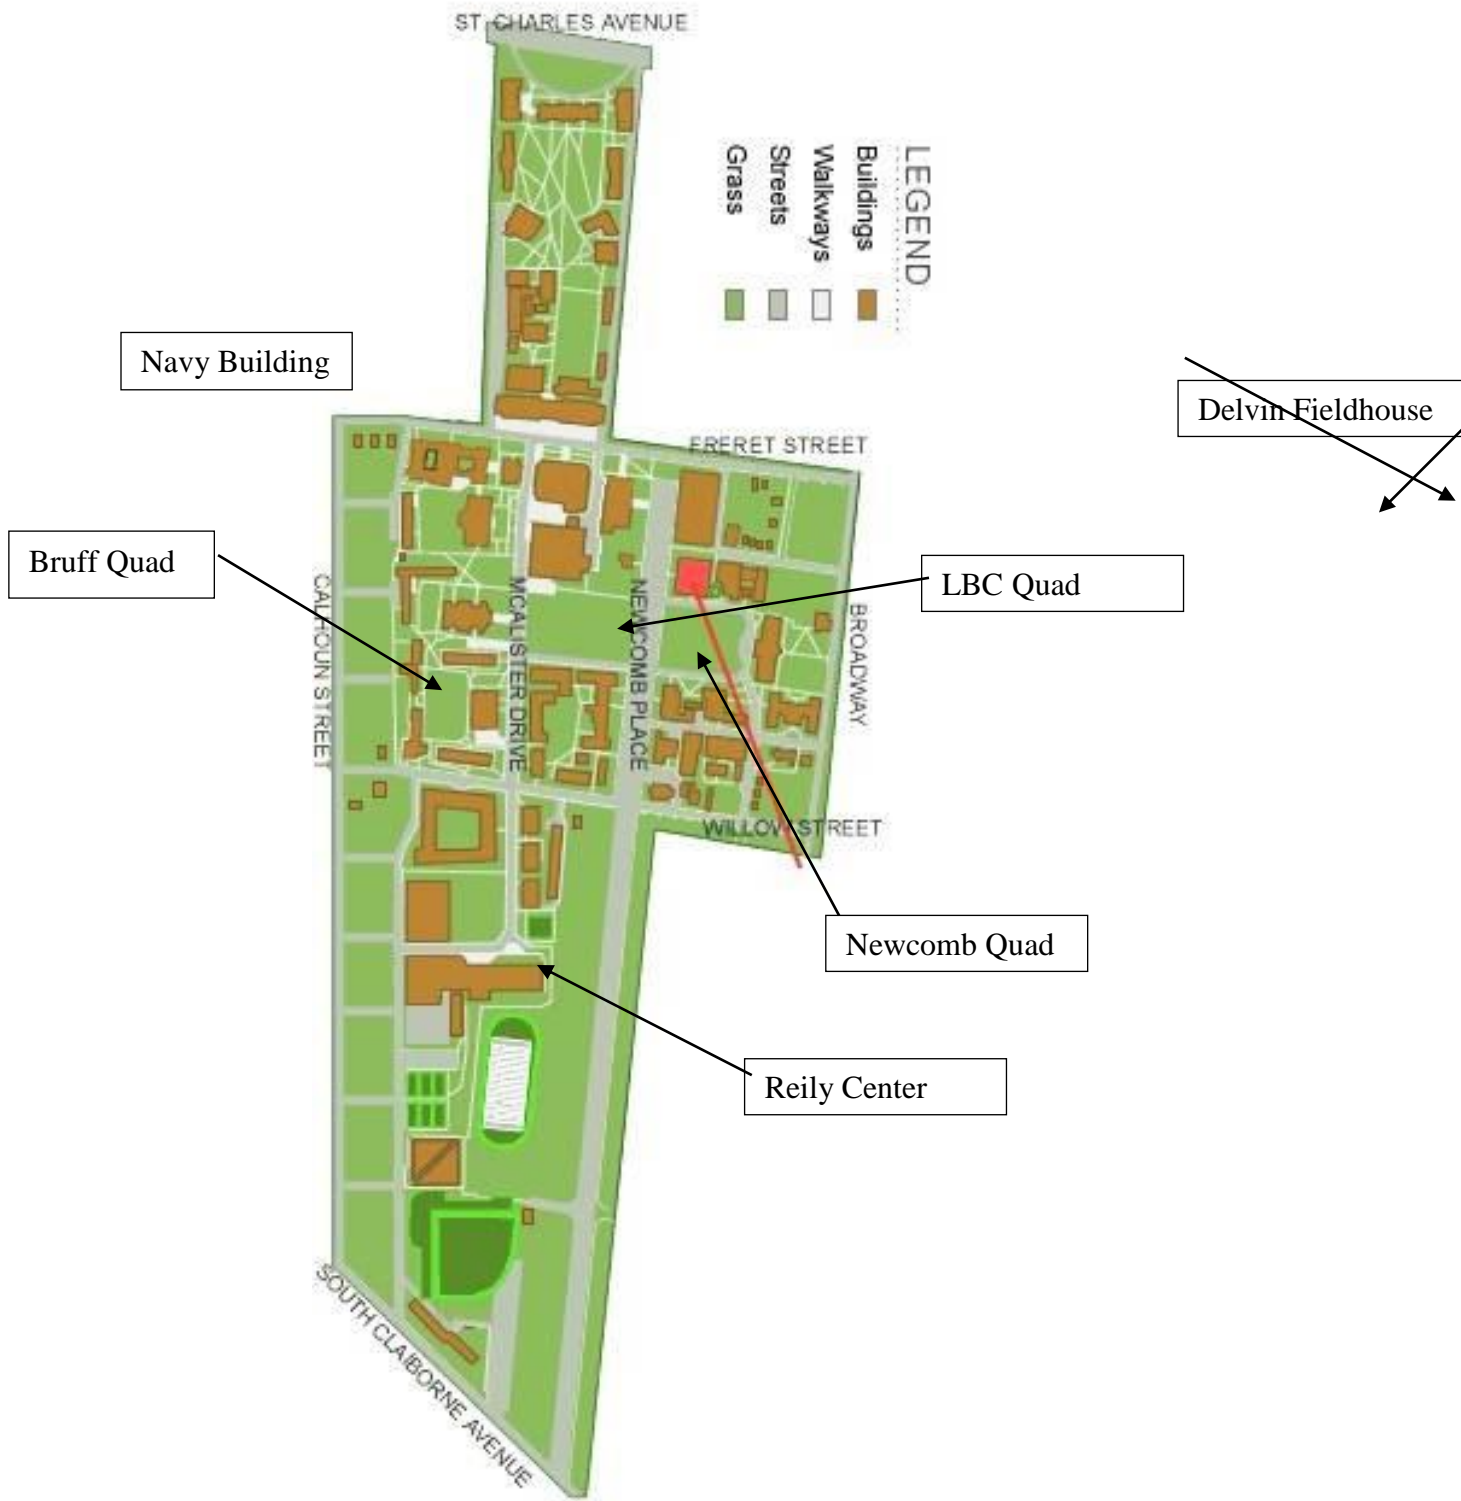 ST. CHARLES AVENUE
LEGEND
Buildings
Walkways
Streets
Grass
Navy Building
Delvin Fieldhouse
FRERET STREET
Bruff Quad
LBC Quad
CALHOUN STREET
MCALISTER DRIVE
NEWCOMB PLACE
BROADWAY
WILLOW STREET
Newcomb Quad
Reily Center
SOUTH CLAIBORNE AVENUE